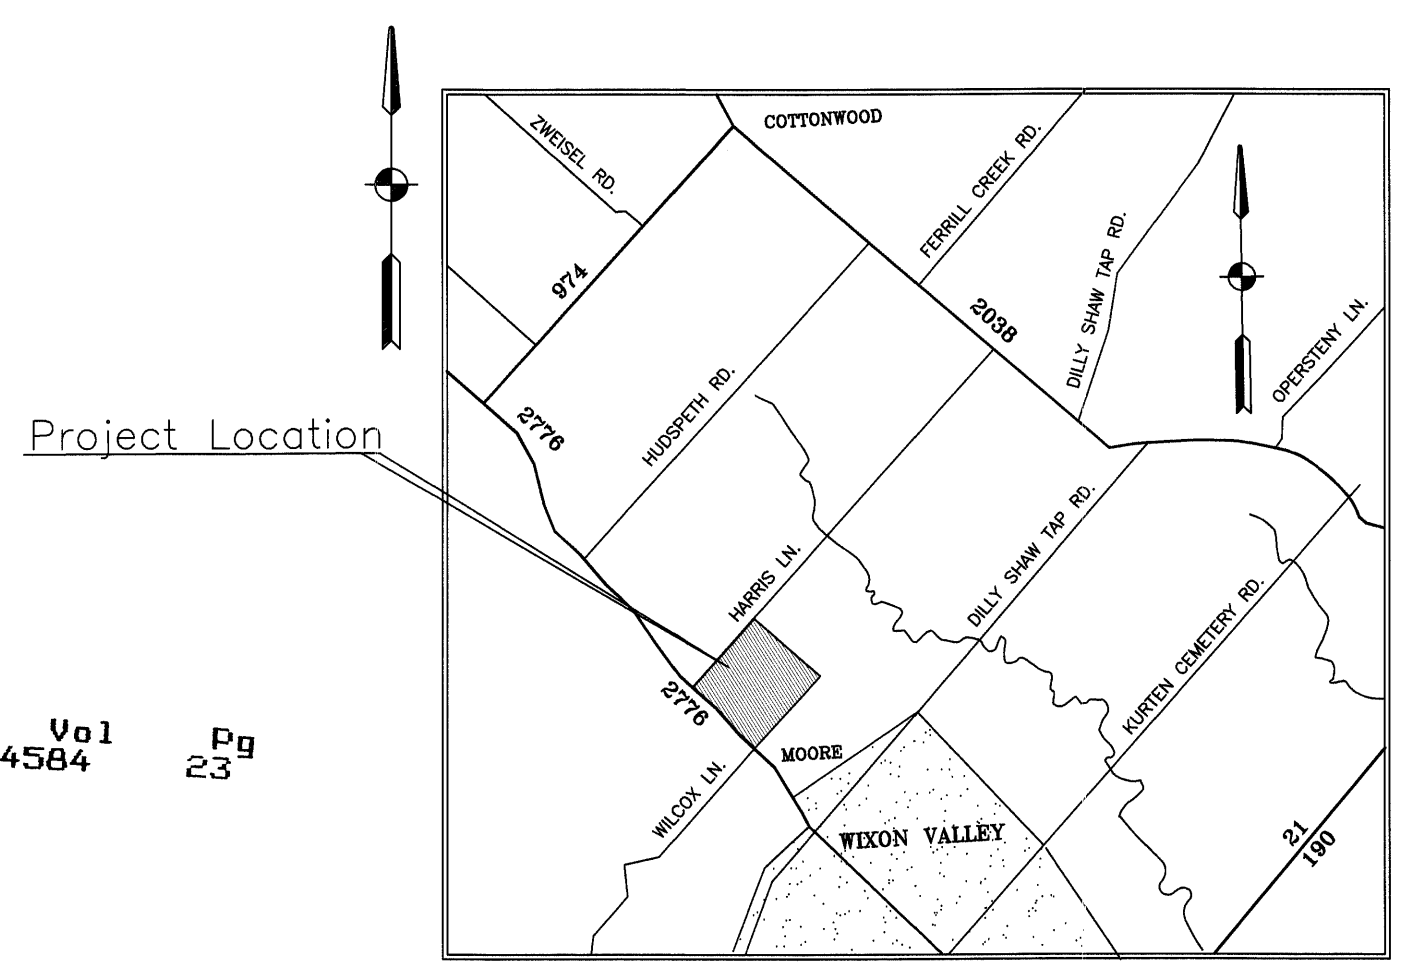 COTTONWOOD
ZWEISEL RD.
FERRILL CREEK RD.
DILLY SHAW TAP RD.
974
2038
OPERSTENY LN.
HUDSPETH RD.
2776
Project Location
DILLY SHAW TAP RD.
HARRIS LN.
KURTEN CEMETERY RD.
2776
Vol Pg
4584 23
MOORE
WILCOX LN.
WIXON VALLEY
21
190